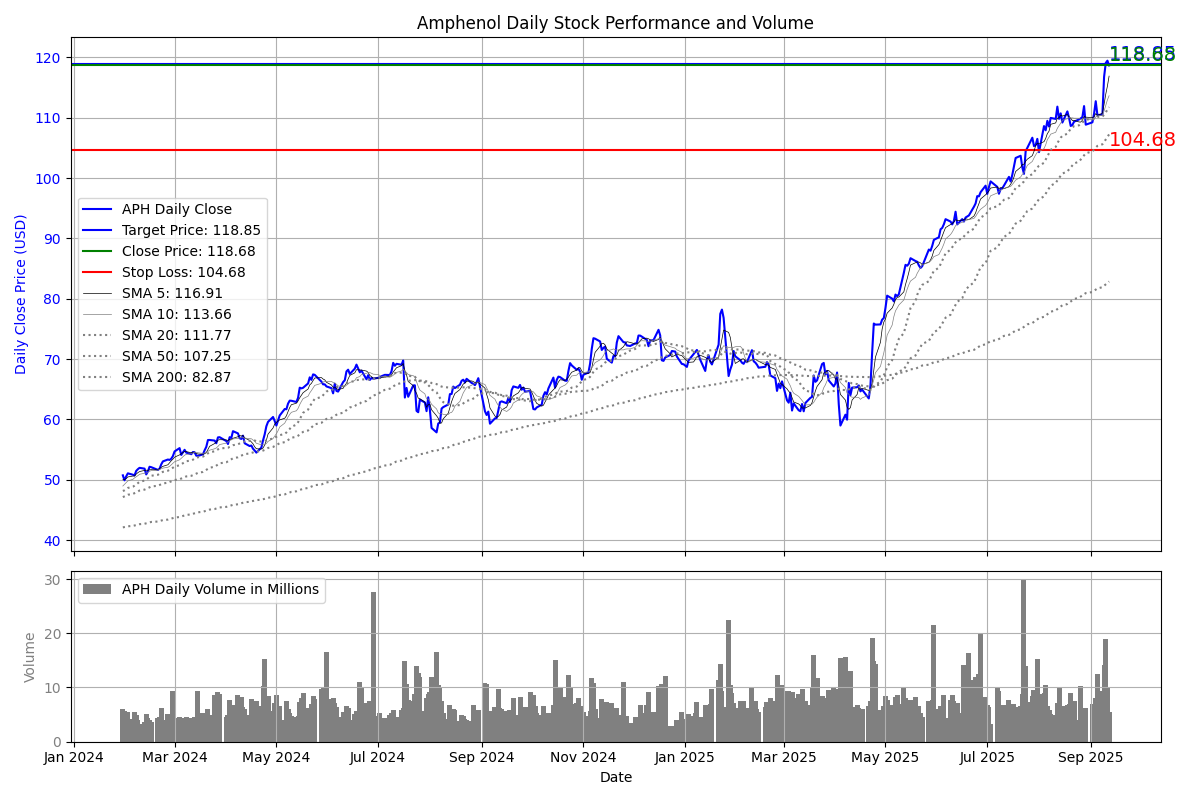 Amphenol Daily Stock Performance and Volume
Daily Close Price (USD)
120
110
100
90
80
70
60
50
40
118.85
118.68
104.68
APH Daily Close
Target Price: 118.85
Close Price: 118.68
Stop Loss: 104.68
SMA 5: 116.91
SMA 10: 113.66
SMA 20: 111.77
SMA 50: 107.25
SMA 200: 82.87
Volume
30
20
10
0
APH Daily Volume in Millions
Jan 2024
Mar 2024
May 2024
Jul 2024
Sep 2024
Nov 2024
Jan 2025
Mar 2025
May 2025
Jul 2025
Sep 2025
Date